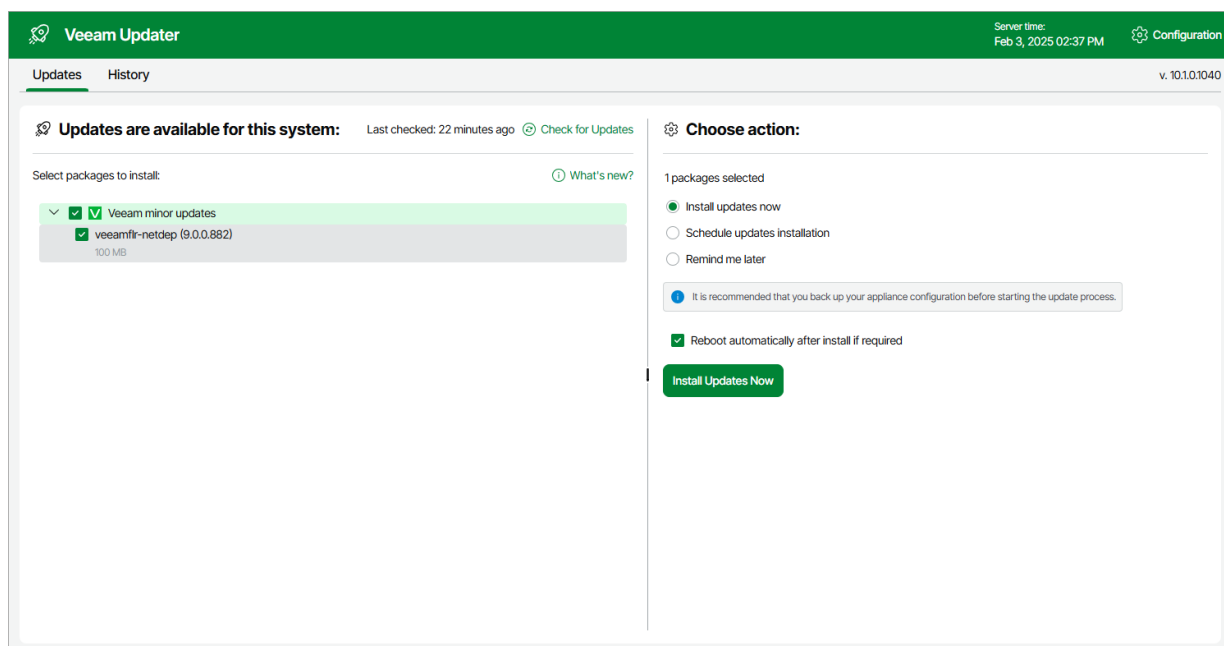 Veeam Updater
Server time:
Feb 3, 2025 02:37 PM
Configuration
Updates
History
v. 10.1.0.1040
Updates are available for this system:
Last checked: 22 minutes ago
Check for Updates
Select packages to install:
What's new?
Veeam minor updates
veeamflr-netdep (9.0.0.882)
100 MB
Choose action:
1 packages selected
Install updates now
Schedule updates installation
Remind me later
It is recommended that you back up your appliance configuration before starting the update process.
Reboot automatically after install if required
Install Updates Now